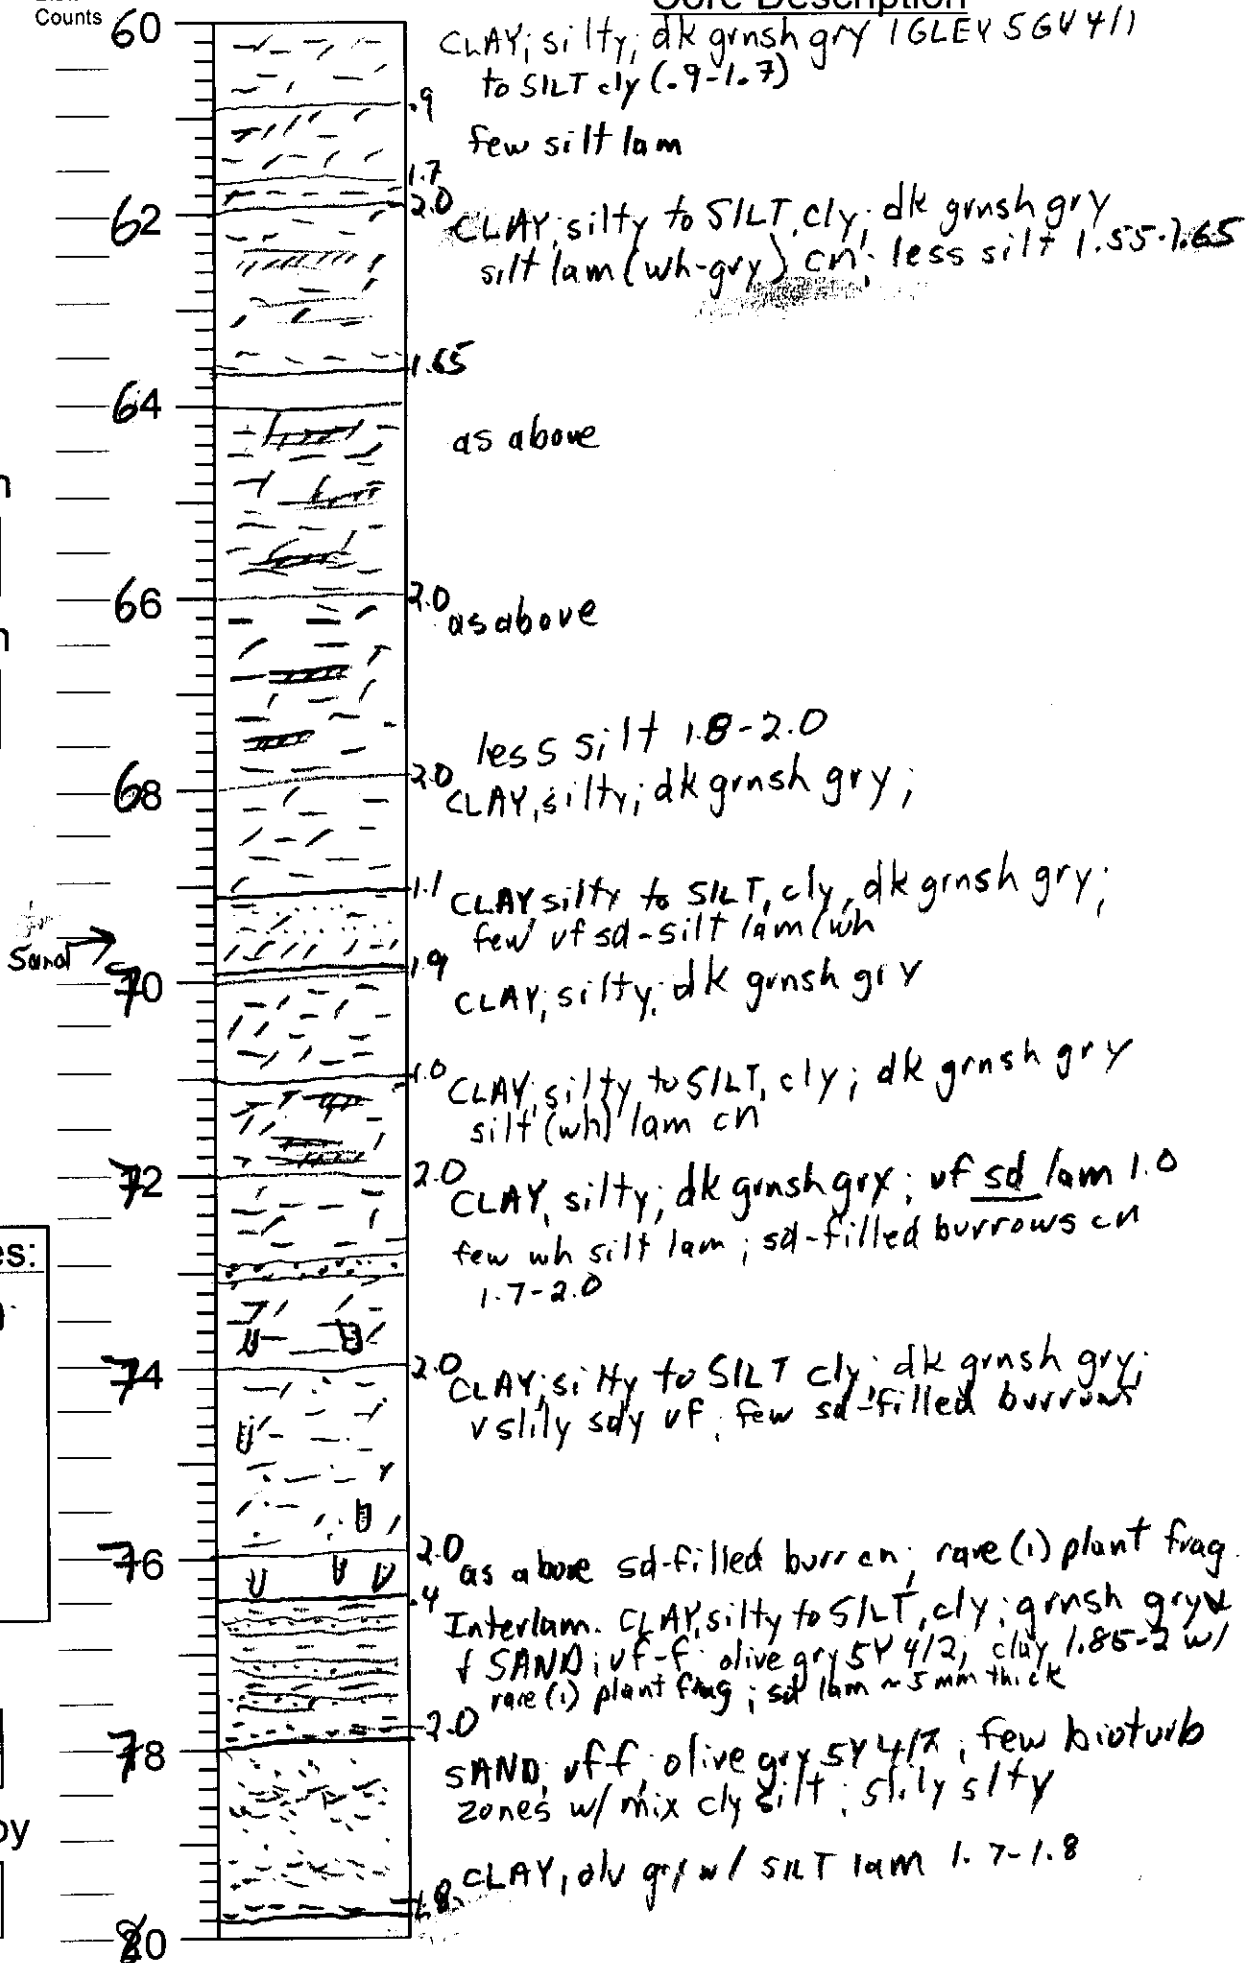 Counts
Core Description
60
CLAY; silty; dk grnsh gry 1GLEY 5GY 4/1)
to SILT cly (.9-1.7)
.9
few silt lam
1.7
62
2.0
CLAY, silty to SILT, cly; dk grnsh gry
silt lam (wh-gry) cn; less silt 1.55-1.65
1.65
64
as above
66
2.0
as above
less silt 1.8-2.0
68
2.0
CLAY, silty; dk grnsh gry;
1.1
CLAY silty to SILT, cly, dk grnsh gry;
few vf sd-silt lam (wh
Sand
1.9
70
CLAY; silty; dk grnsh gry
1.0
CLAY, silty, to SILT, cly; dk grnsh gry
silt (wh) lam cn
72
2.0
CLAY, silty; dk grnsh gry; vf sd lam 1.0
few wh silt lam; sd-filled burrows cn
1.7-2.0
es:
74
2.0
CLAY; silty to SILT cly; dk grnsh gry;
v slily sdy vf; few sd-filled burrows
76
2.0
as above sd-filled burr cn; rare (1) plant frag.
.4
Interlam. CLAY, silty to SILT, cly; grnsh gry
& SAND; vf-f; olive gry 5Y 4/2; clay 1.85-2 w/
rare (1) plant frag; sd lam ~ 5 mm thick
2.0
78
SAND; vf f; olive gry 5Y 4/2; few bioturb
zones w/ mix cly silt; slily slty
by
CLAY, olv gry w/ SILT lam 1.7-1.8
1.8
80